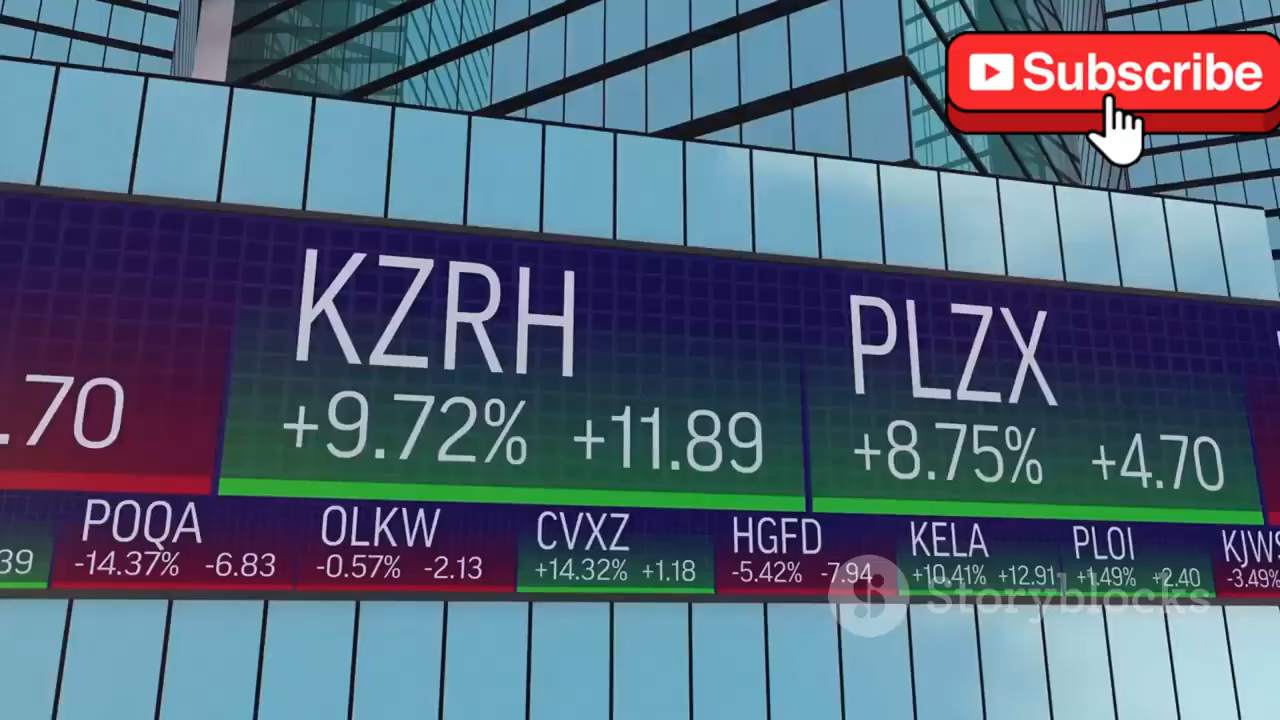 Subscribe
KZRH
+9.72% +11.89
PLZX
+8.75% +4.70
.70
POQA
-14.37% -6.83
OLKW
-0.57% -2.13
CVXZ
+14.32% +1.18
HGFD
-5.42% -7.94
KELA
+10.41% +12.91
PLOI
+1.49% +2.40
KJWS
-3.49%
39
Storyblocks